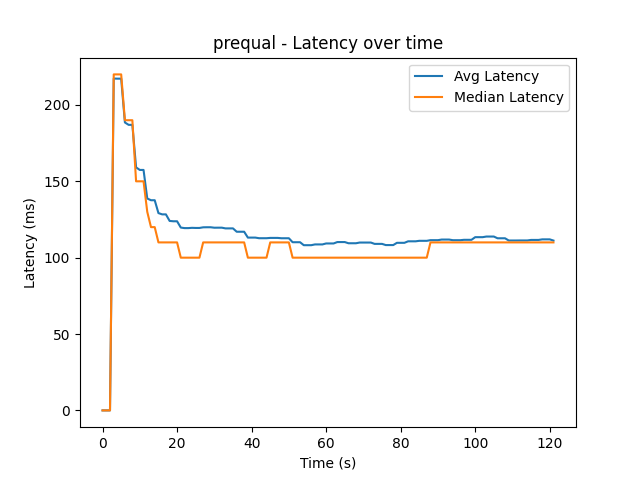 prequal - Latency over time
Avg Latency
Median Latency
Latency (ms)
200
150
100
50
0
0 20 40 60 80 100 120
Time (s)